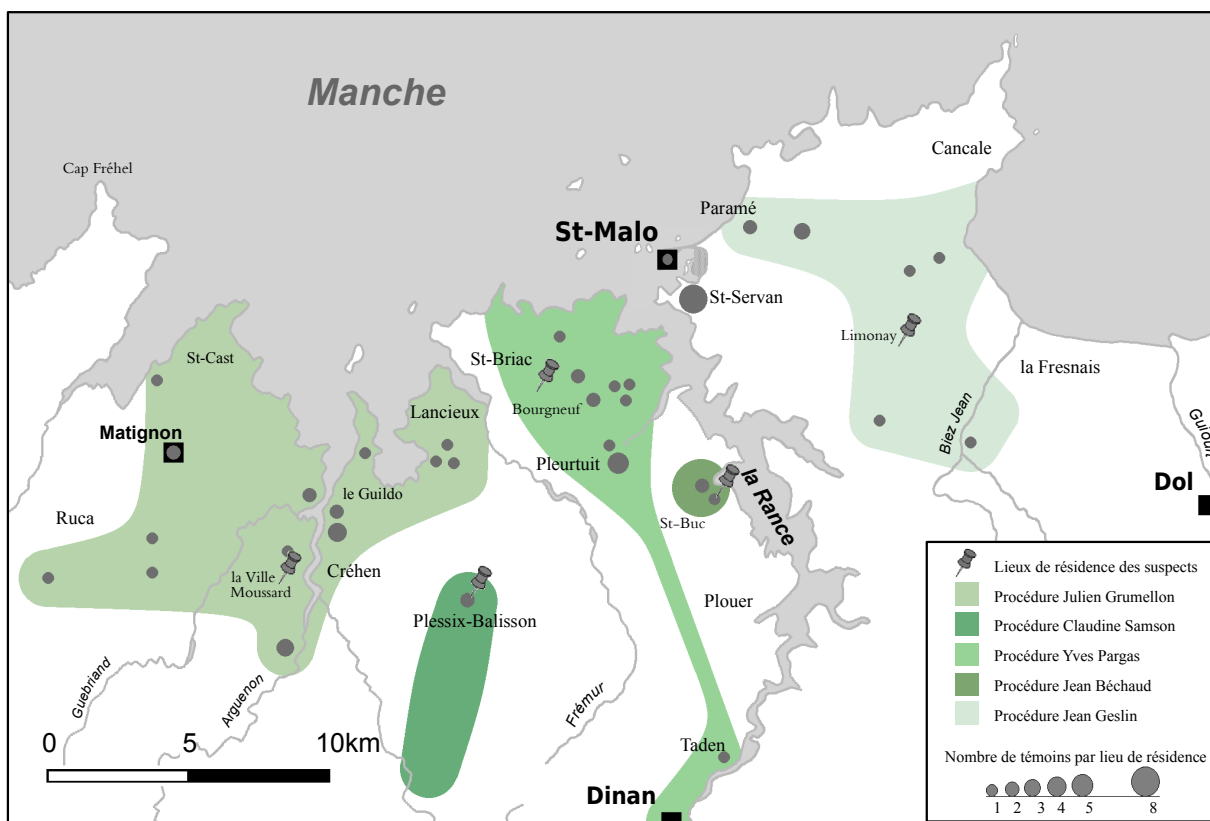 Manche
Cap Fréhel
Cancale
Paramé
St-Malo
St-Servan
Limonay
St-Cast
St-Briac
la Fresnais
Bourgneuf
Lancieux
Matignon
Biez Jean
Guioult
Pleurtuit
la Rance
Dol
le Guildo
Ruca
St-Buc
Créhen
la Ville
Moussard
Plessix-Balisson
Plouer
Guebriand
Arguenon
Frémur
Taden
Dinan
0 5 10km
Lieux de résidence des suspects
Procédure Julien Grumellon
Procédure Claudine Samson
Procédure Yves Pargas
Procédure Jean Béchaud
Procédure Jean Geslin
Nombre de témoins par lieu de résidence
1 2 3 4 5 8